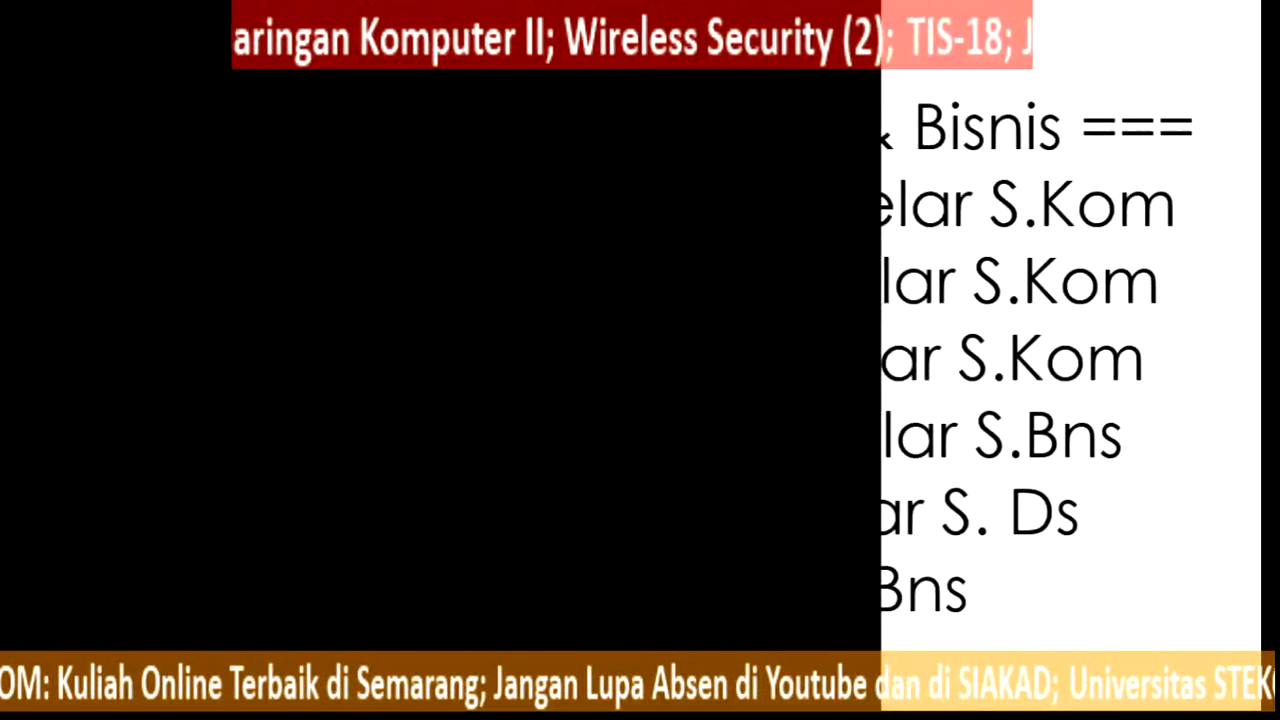 aringan Komputer II; Wireless Security (2); TIS-18; J
& Bisnis ===
elar S.Kom
lar S.Kom
ar S.Kom
lar S.Bns
ar S. Ds
Bns
OM: Kuliah Online Terbaik di Semarang; Jangan Lupa Absen di Youtube dan di SIAKAD; Universitas STEK